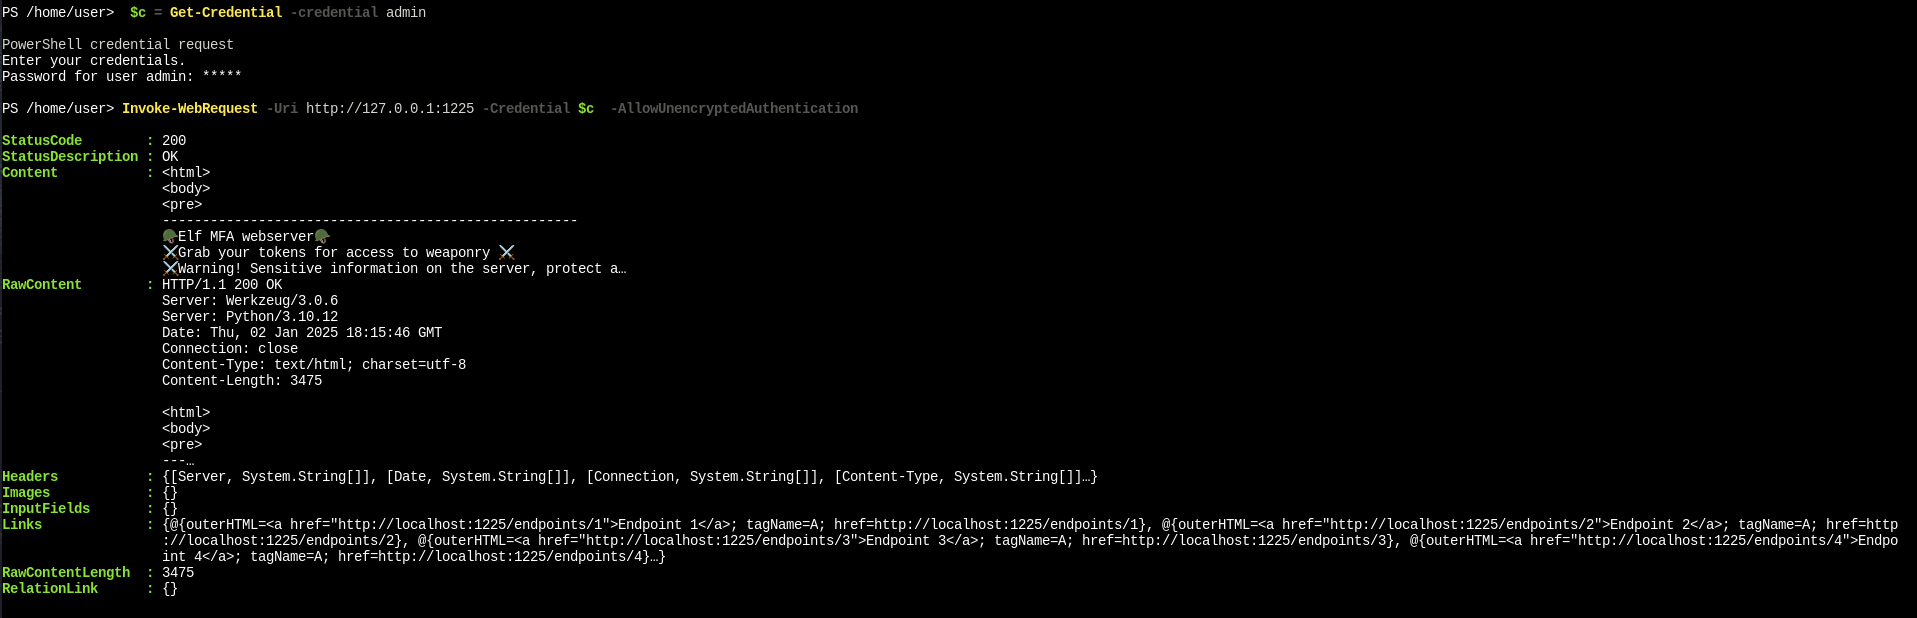 PS /home/user>  $c = Get-Credential -credential admin
PowerShell credential request
Enter your credentials.
Password for user admin: *****
PS /home/user> Invoke-WebRequest -Uri http://127.0.0.1:1225 -Credential $c  -AllowUnencryptedAuthentication
StatusCode        : 200
StatusDescription : OK
Content           : <html>
                    <body>
                    <pre>
                    ----------------------------------------------------
                    🪖Elf MFA webserver🪖
                    ⚔️Grab your tokens for access to weaponry ⚔️
                    ⚔️Warning! Sensitive information on the server, protect a…
RawContent        : HTTP/1.1 200 OK
                    Server: Werkzeug/3.0.6
                    Server: Python/3.10.12
                    Date: Thu, 02 Jan 2025 18:15:46 GMT
                    Connection: close
                    Content-Type: text/html; charset=utf-8
                    Content-Length: 3475
                    <html>
                    <body>
                    <pre>
                    ---…
Headers           : {[Server, System.String[]], [Date, System.String[]], [Connection, System.String[]], [Content-Type, System.String[]]…}
Images            : {}
InputFields       : {}
Links             : {@{outerHTML=<a href="http://localhost:1225/endpoints/1">Endpoint 1</a>; tagName=A; href=http://localhost:1225/endpoints/1}, @{outerHTML=<a href="http://localhost:1225/endpoints/2">Endpoint 2</a>; tagName=A; href=http
                    ://localhost:1225/endpoints/2}, @{outerHTML=<a href="http://localhost:1225/endpoints/3">Endpoint 3</a>; tagName=A; href=http://localhost:1225/endpoints/3}, @{outerHTML=<a href="http://localhost:1225/endpoints/4">Endpo
                    int 4</a>; tagName=A; href=http://localhost:1225/endpoints/4}…}
RawContentLength  : 3475
RelationLink      : {}